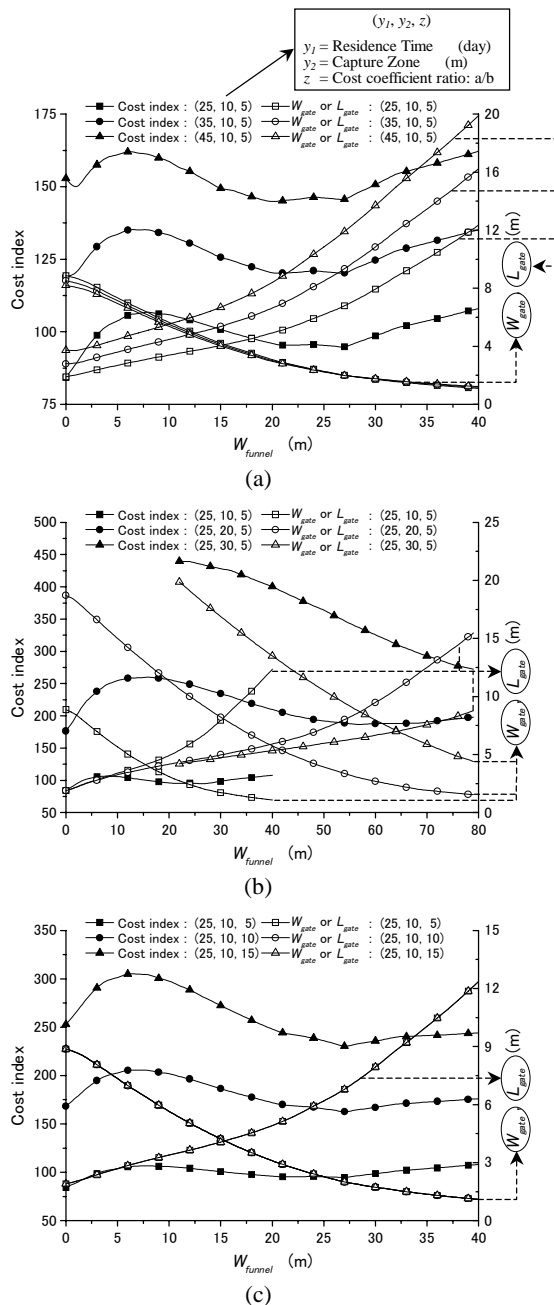 (y1, y2, z)
y1 = Residence Time (day)
y2 = Capture Zone (m)
z = Cost coefficient ratio: a/b
Cost index : (25, 10, 5) Wgate or Lgate : (25, 10, 5)
Cost index : (35, 10, 5) Wgate or Lgate : (35, 10, 5)
Cost index : (45, 10, 5) Wgate or Lgate : (45, 10, 5)
175
150
125
100
75
Cost index
20
16
12
8
4
0
Wgate Lgate (m)
0 5 10 15 20 25 30 35 40
Wfunnel (m)
(a)
Cost index : (25, 10, 5) Wgate or Lgate : (25, 10, 5)
Cost index : (25, 20, 5) Wgate or Lgate : (25, 20, 5)
Cost index : (25, 30, 5) Wgate or Lgate : (25, 30, 5)
500
450
400
350
300
250
200
150
100
50
Cost index
25
20
15
10
5
0
Wgate Lgate (m)
0 10 20 30 40 50 60 70 80
Wfunnel (m)
(b)
Cost index : (25, 10, 5) Wgate or Lgate : (25, 10, 5)
Cost index : (25, 10, 10) Wgate or Lgate : (25, 10, 10)
Cost index : (25, 10, 15) Wgate or Lgate : (25, 10, 15)
350
300
250
200
150
100
50
Cost index
15
12
9
6
3
0
Wgate Lgate (m)
0 5 10 15 20 25 30 35 40
Wfunnel (m)
(c)